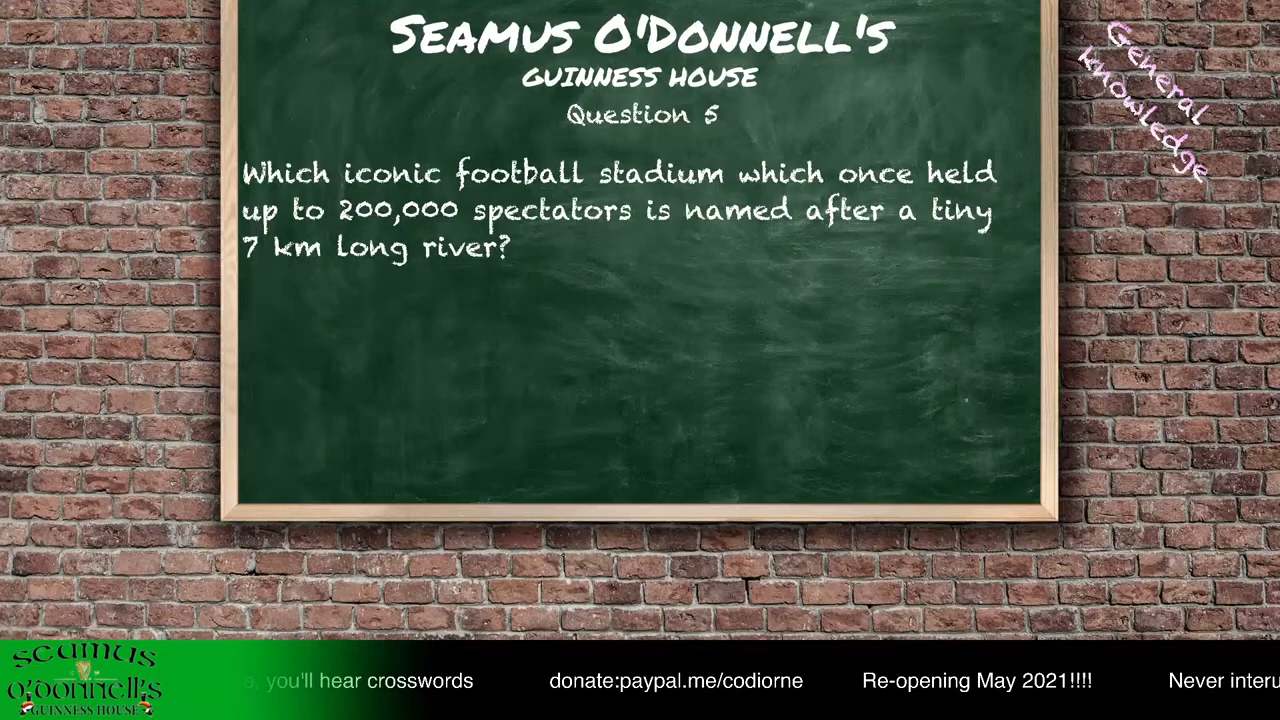 SEAMUS O'DONNELL'S
GUINNESS HOUSE
Question 5
General
knowledge
Which iconic football stadium which once held
up to 200,000 spectators is named after a tiny
7 km long river?
seamus
o'donnell's
GUINNESS HOUSE
s, you'll hear crosswords donate:paypal.me/codiorne Re-opening May 2021!!!! Never interu